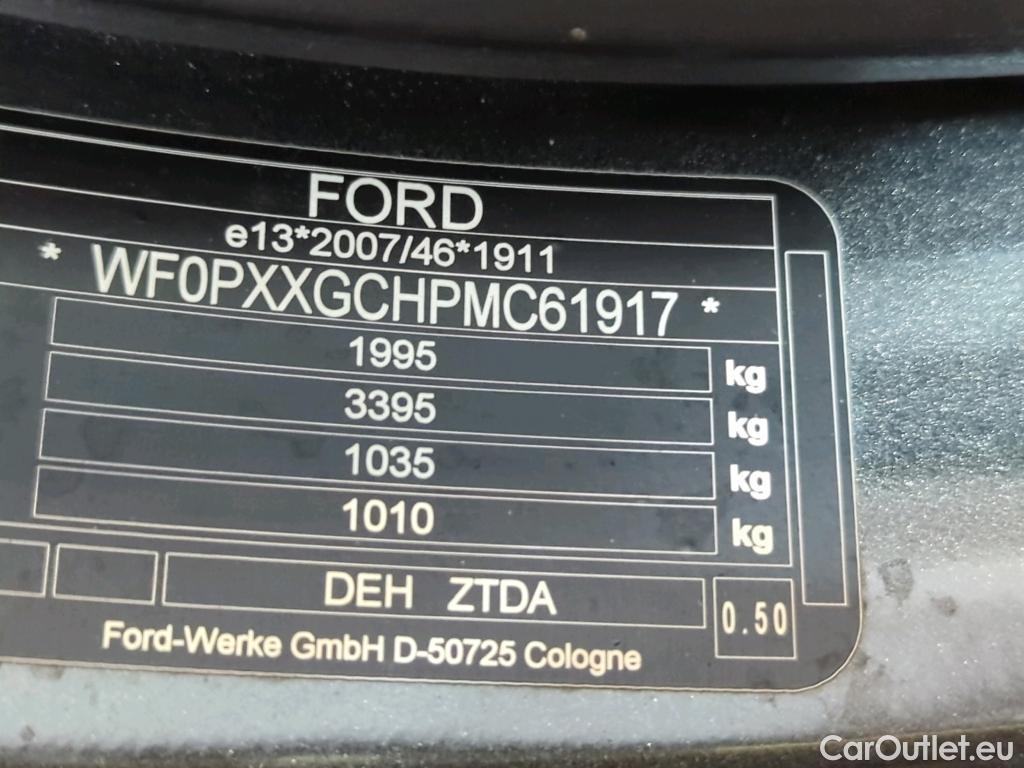 FORD
e13*2007/46*1911
* WF0PXXGCHPMC61917 *
1995 kg
3395 kg
1035 kg
1010 kg
DEH ZTDA 0.50
Ford-Werke GmbH D-50725 Cologne
CarOutlet.eu